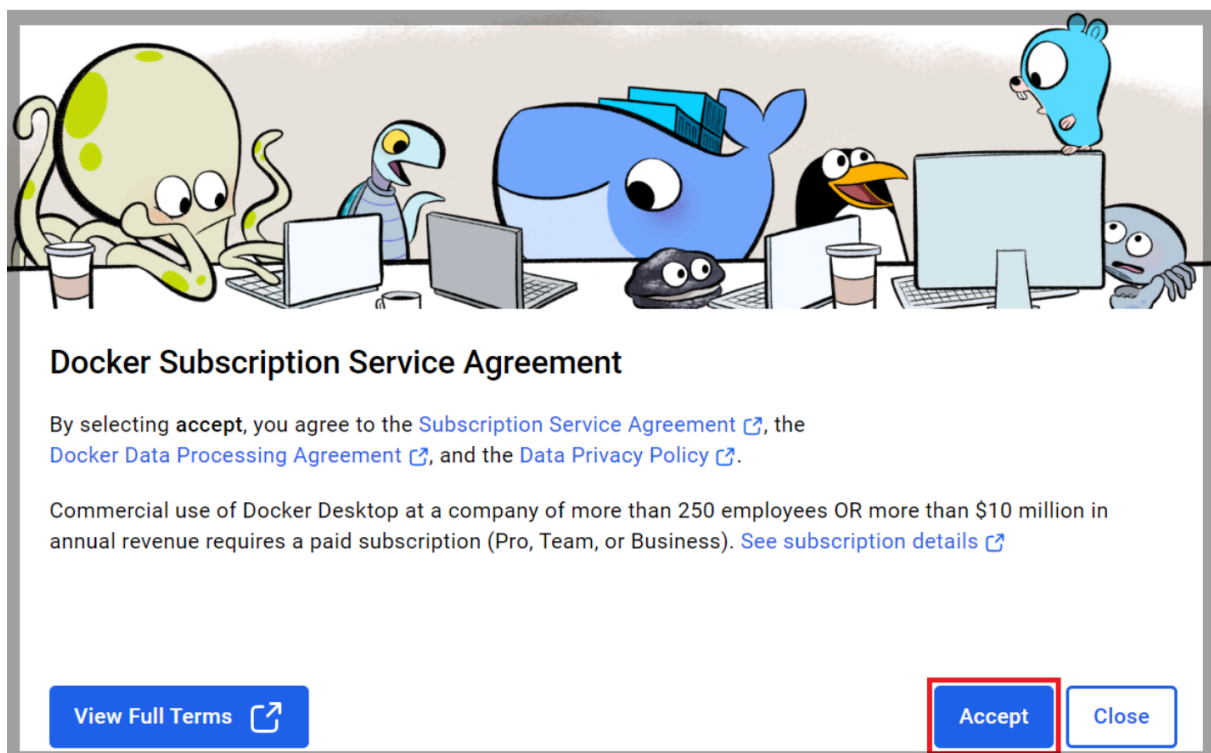 Docker Subscription Service Agreement
By selecting accept, you agree to the Subscription Service Agreement, the
Docker Data Processing Agreement, and the Data Privacy Policy.
Commercial use of Docker Desktop at a company of more than 250 employees OR more than $10 million in
annual revenue requires a paid subscription (Pro, Team, or Business). See subscription details
View Full Terms
Accept
Close